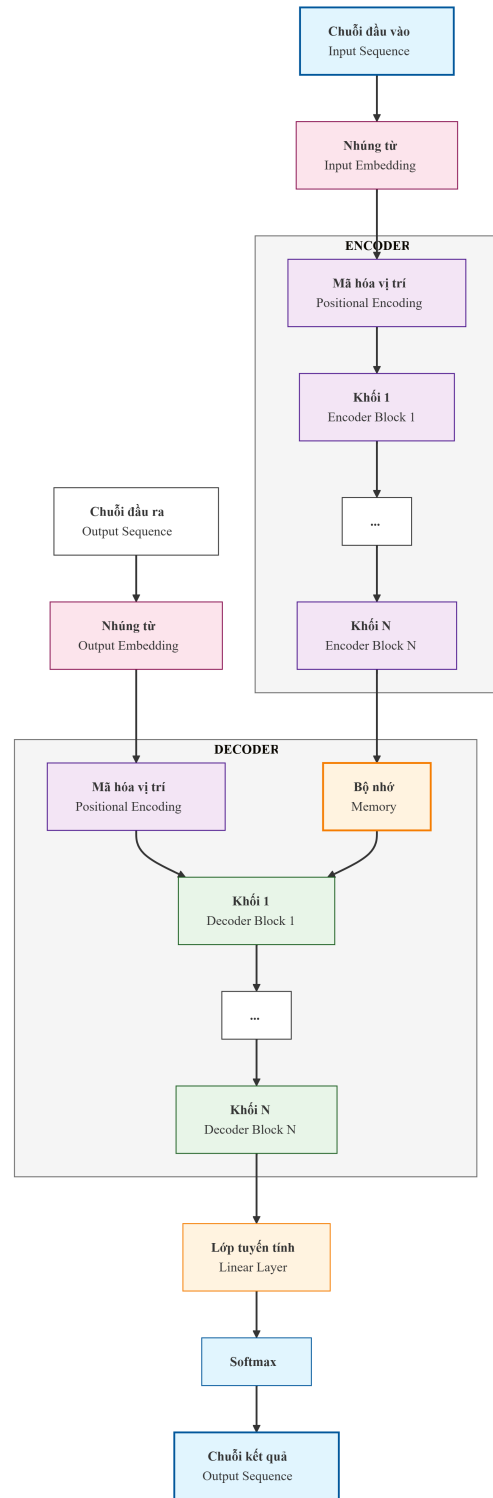 Chuỗi đầu vào
Input Sequence
Nhúng từ
Input Embedding
ENCODER
Mã hóa vị trí
Positional Encoding
Khối 1
Encoder Block 1
...
Khối N
Encoder Block N
Chuỗi đầu ra
Output Sequence
Nhúng từ
Output Embedding
DECODER
Mã hóa vị trí
Positional Encoding
Bộ nhớ
Memory
Khối 1
Decoder Block 1
...
Khối N
Decoder Block N
Lớp tuyến tính
Linear Layer
Softmax
Chuỗi kết quả
Output Sequence